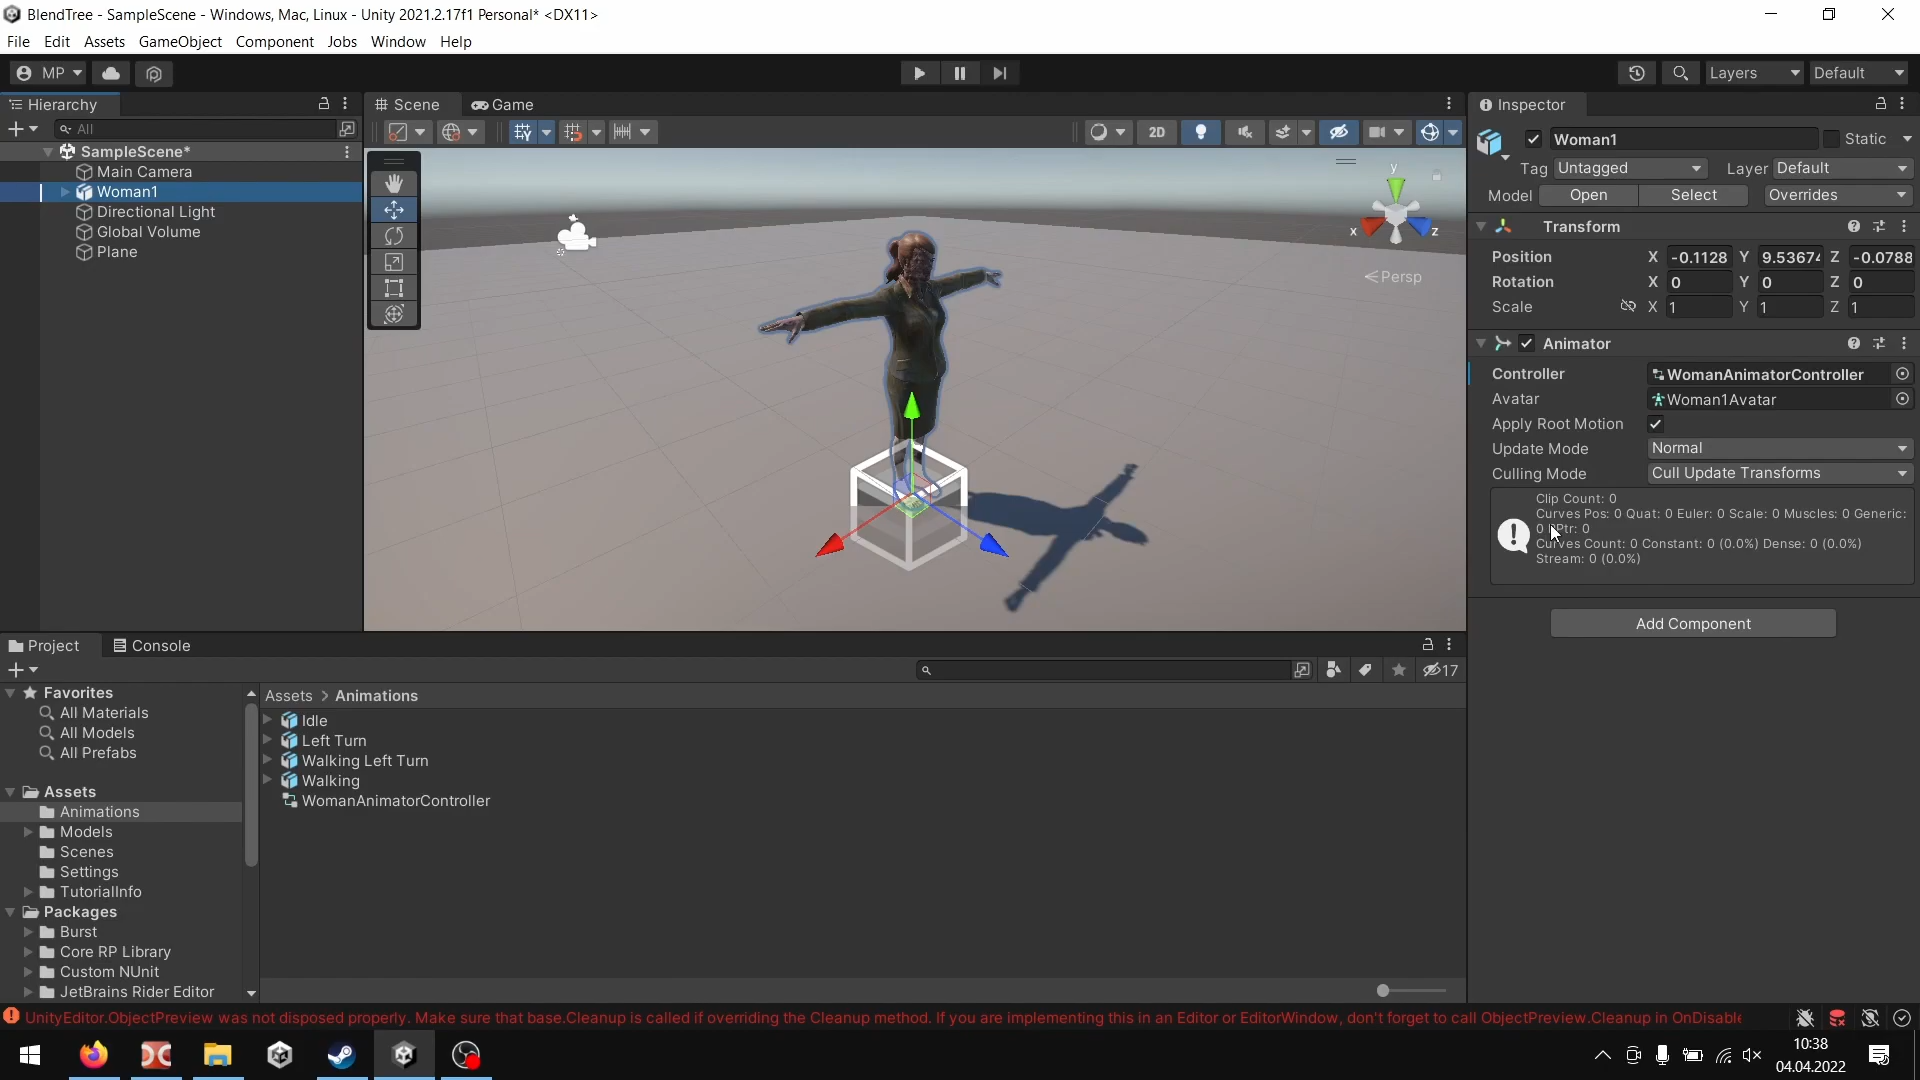 BlendTree - SampleScene - Windows, Mac, Linux - Unity 2021.2.17f1 Personal* <DX11>
File Edit Assets GameObject Component Jobs Window Help
MP
Layers
Default
Hierarchy
All
SampleScene*
Main Camera
Woman1
Directional Light
Global Volume
Plane
Scene
Game
2D
y
x
z
Persp
Inspector
Woman1
Static
Tag Untagged Layer Default
Model Open Select Overrides
Transform
Position X -0.1128 Y 9.53674 Z -0.0788
Rotation X 0 Y 0 Z 0
Scale X 1 Y 1 Z 1
Animator
Controller WomanAnimatorController
Avatar Woman1Avatar
Apply Root Motion
Update Mode Normal
Culling Mode Cull Update Transforms
Clip Count: 0
Curves Pos: 0 Quat: 0 Euler: 0 Scale: 0 Muscles: 0 Generic:
0 PPtr: 0
Curves Count: 0 Constant: 0 (0.0%) Dense: 0 (0.0%)
Stream: 0 (0.0%)
Add Component
Project
Console
17
Favorites
All Materials
All Models
All Prefabs
Assets
Animations
Models
Scenes
Settings
TutorialInfo
Packages
Burst
Core RP Library
Custom NUnit
JetBrains Rider Editor
Assets > Animations
Idle
Left Turn
Walking Left Turn
Walking
WomanAnimatorController
UnityEditor.ObjectPreview was not disposed properly. Make sure that base.Cleanup is called if overriding the Cleanup method. If you are implementing this in an Editor or EditorWindow, don't forget to call ObjectPreview.Cleanup in OnDisable
10:38
04.04.2022